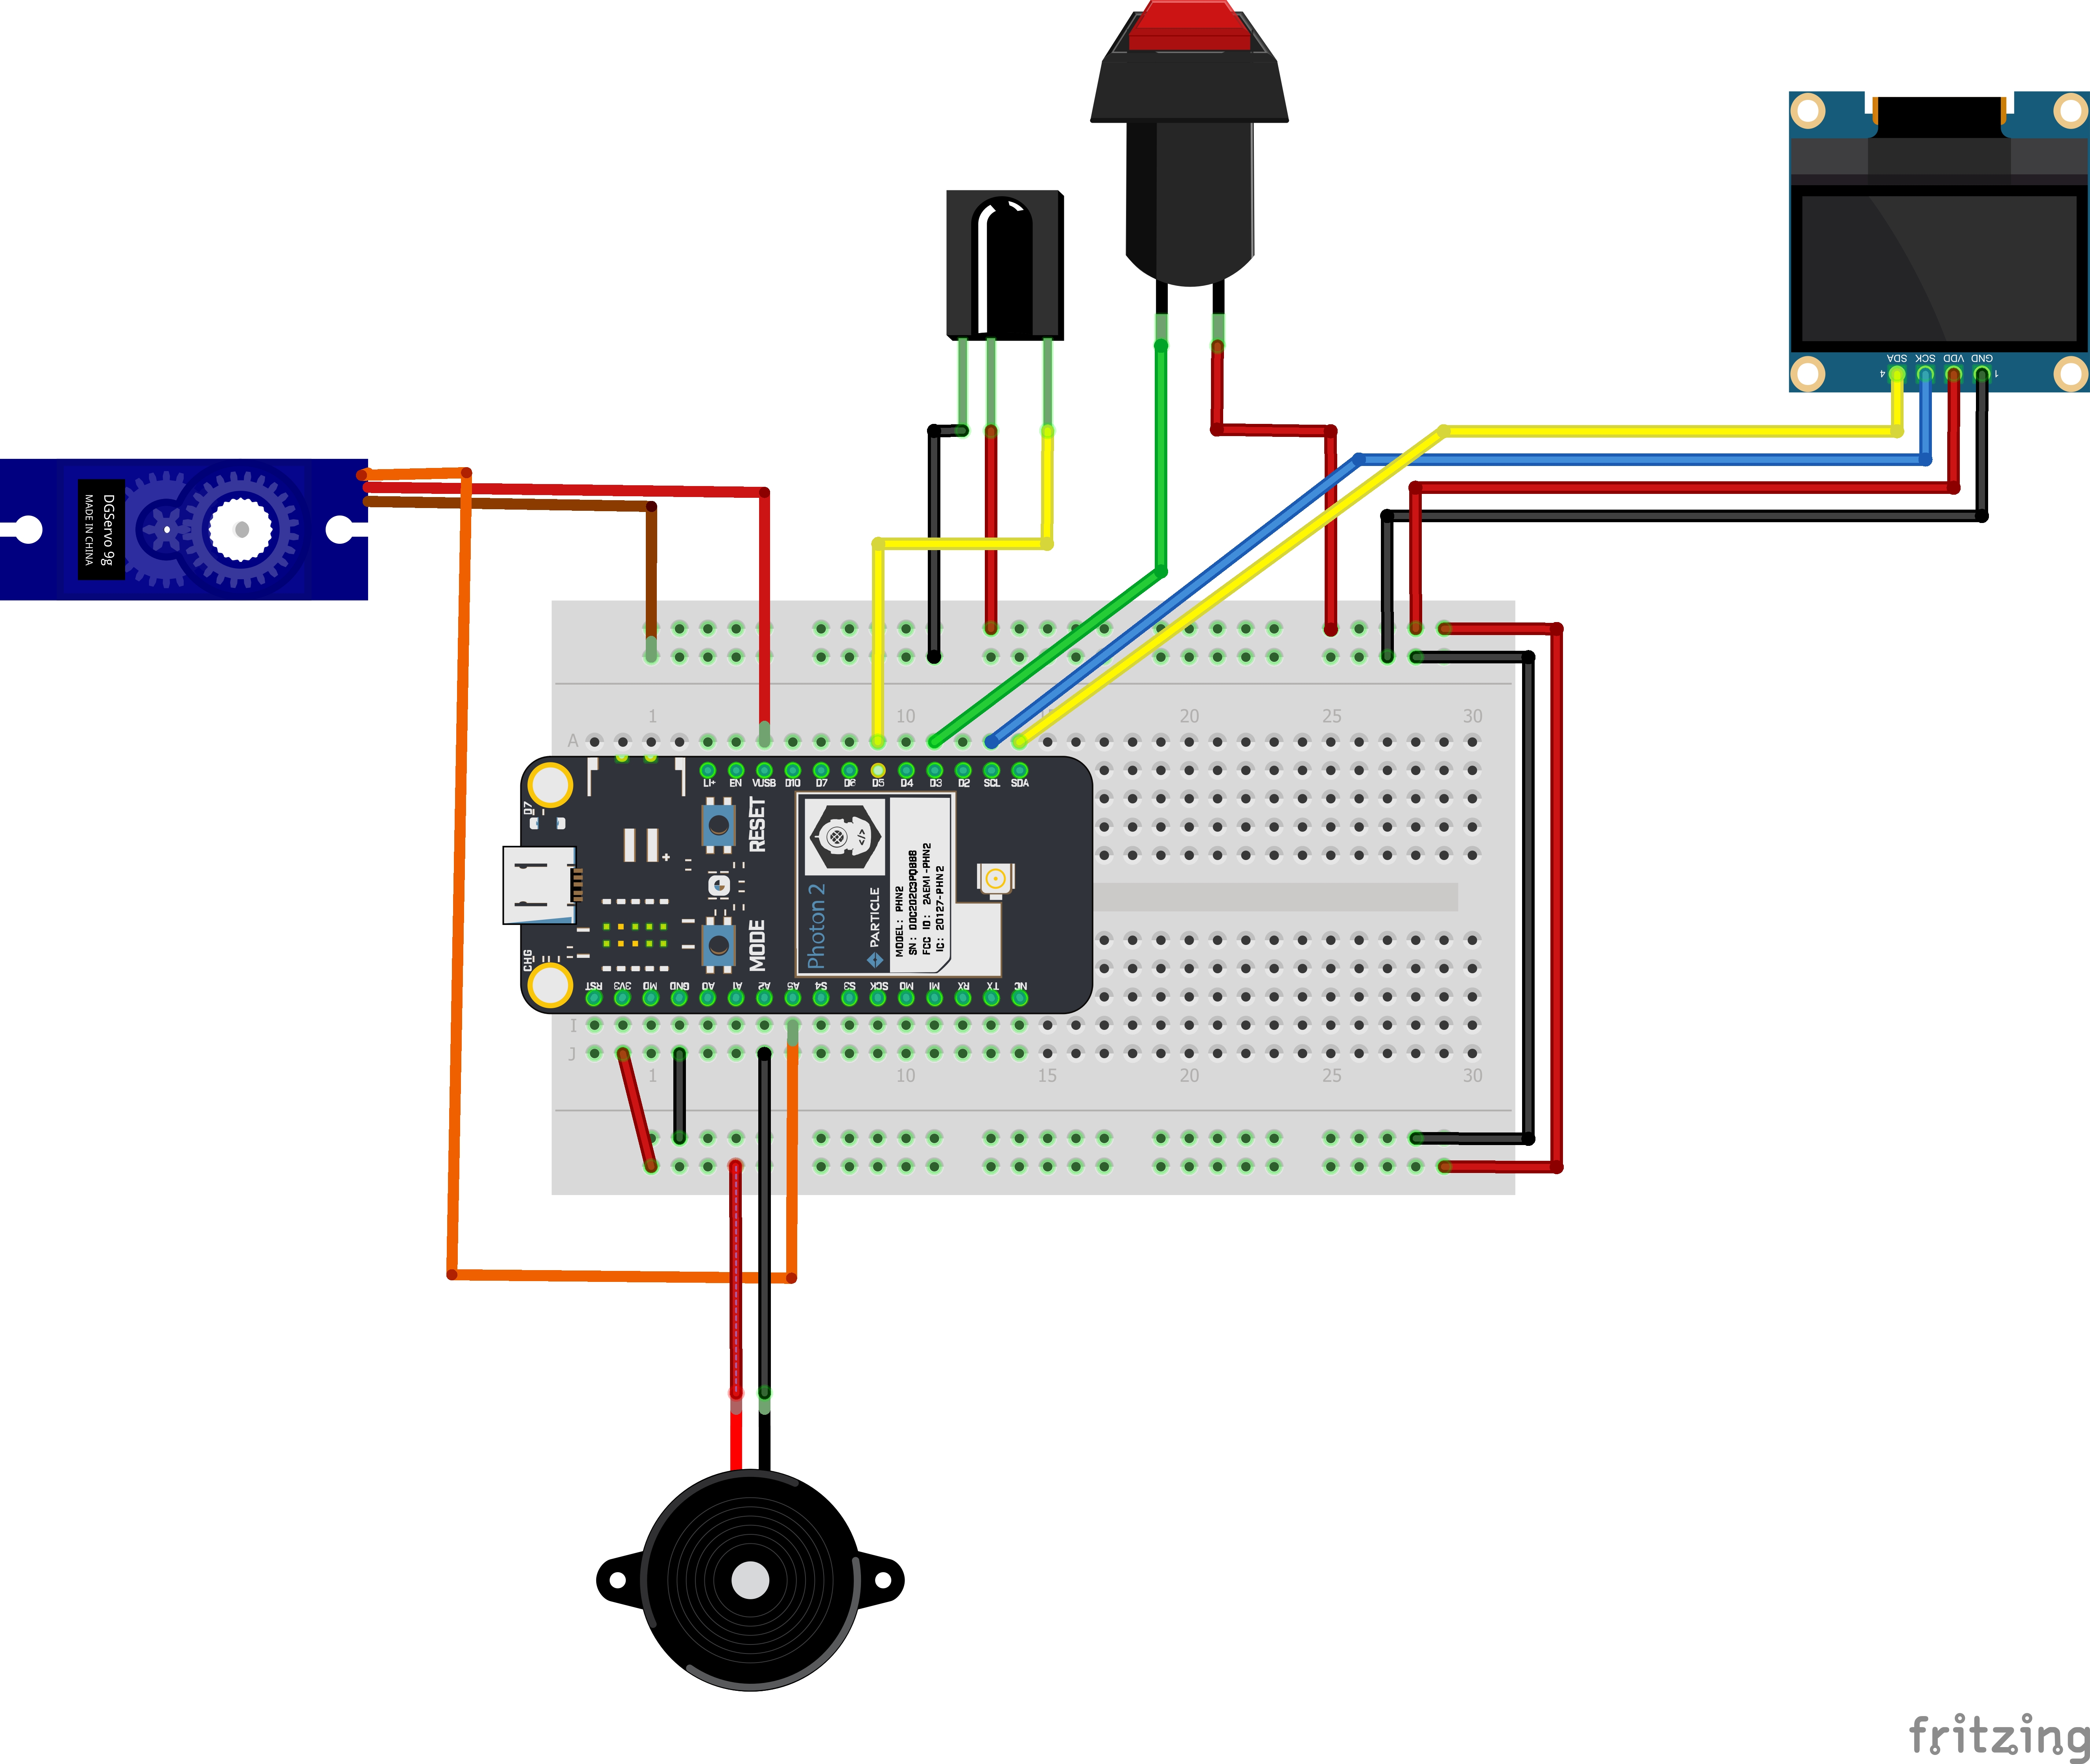 SDA
SCK
VDD
GND
4
1
DGServo 9g
MADE IN CHINA
1
10
20
25
30
A
LI+ EN VUSB D10 D7 D6 D5 D4 D3 D2 SCL SDA
D7
RESET
+
MODE
CHG
Photon 2
PARTICLE
MODEL: PHN2
FCC ID: 2AEMI-PHN2
IC: 20127-PHN2
RST 3V3 MD GND A0 A1 A2 A5 S4 S3 SCK MO MI RX TX NC
I
J
1
10
15
20
25
30
fritzing